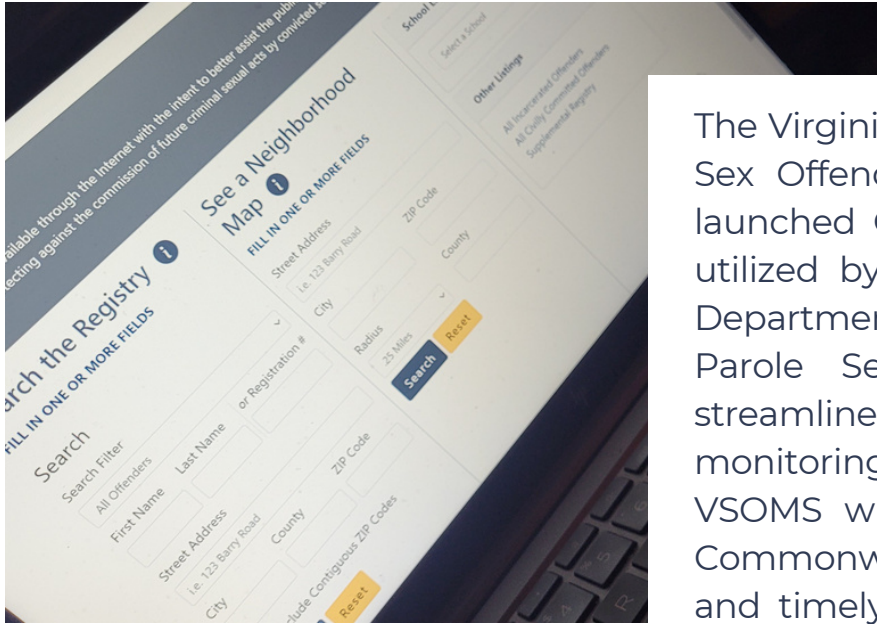 ailable through the Internet with the intent to better assist the publi
ecting against the commission of future criminal sexual acts by convicted s
arch the Registry
FILL IN ONE OR MORE FIELDS
Search
Search Filter
All Offenders
First Name
Last Name
or Registration #
Street Address
i.e. 123 Barry Road
City
County
ZIP Code
clude Contiguous ZIP Codes
Reset
See a Neighborhood
Map
FILL IN ONE OR MORE FIELDS
Street Address
i.e. 123 Barry Road
City
ZIP Code
County
Radius
25 Miles
Search
Reset
School
Select a School
Other Listings
All Incarcerated Offenders
All Civilly Committed Offenders
Supplemental Registry
The Virgini
Sex Offend
launched
utilized by
Departmen
Parole Se
streamline
monitoring
VSOMS w
Commonw
and timely